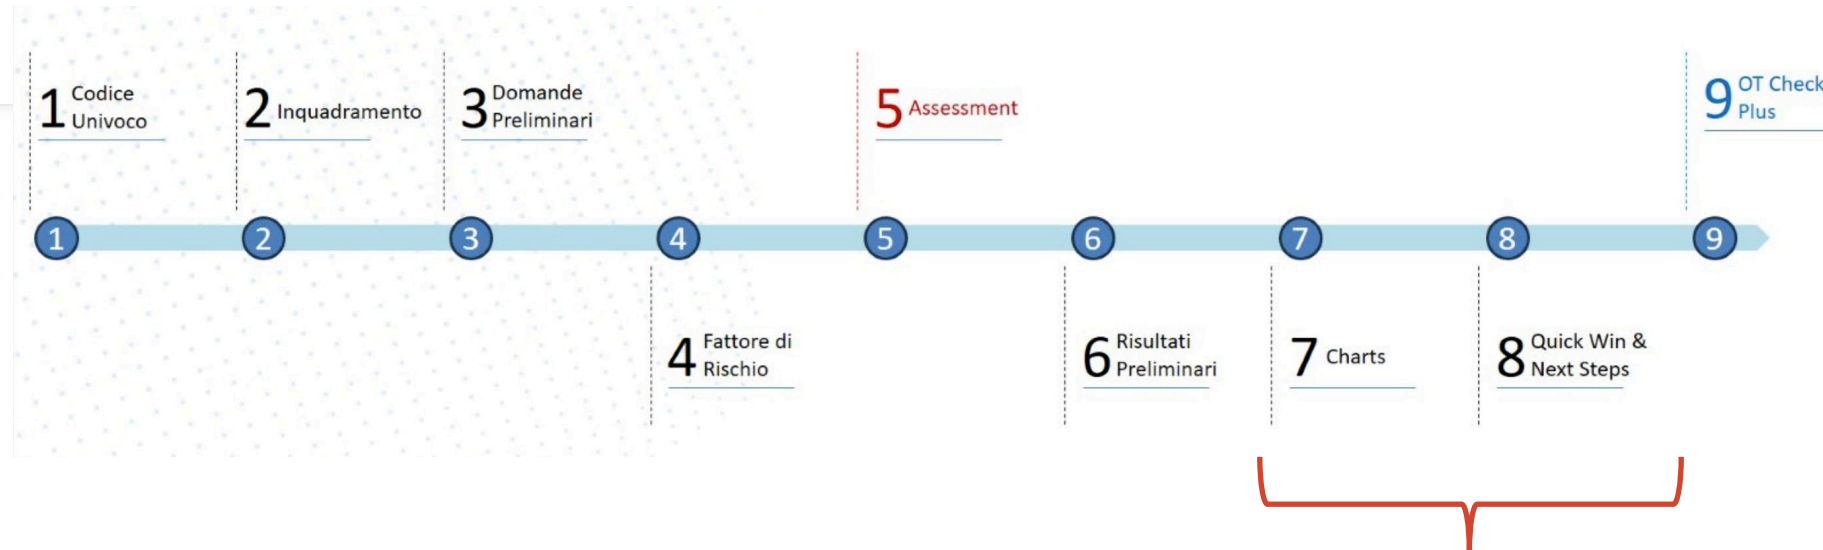 1 Codice
Univoco
2 Inquadramento
3 Domande
Preliminari
5 Assessment
9 OT Check
Plus
1 2 3 4 5 6 7 8 9
4 Fattore di
Rischio
6 Risultati
Preliminari
7 Charts
8 Quick Win &
Next Steps